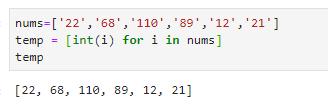 nums=['22','68','110','89','12','21']
temp = [int(i) for i in nums]
temp
[22, 68, 110, 89, 12, 21]